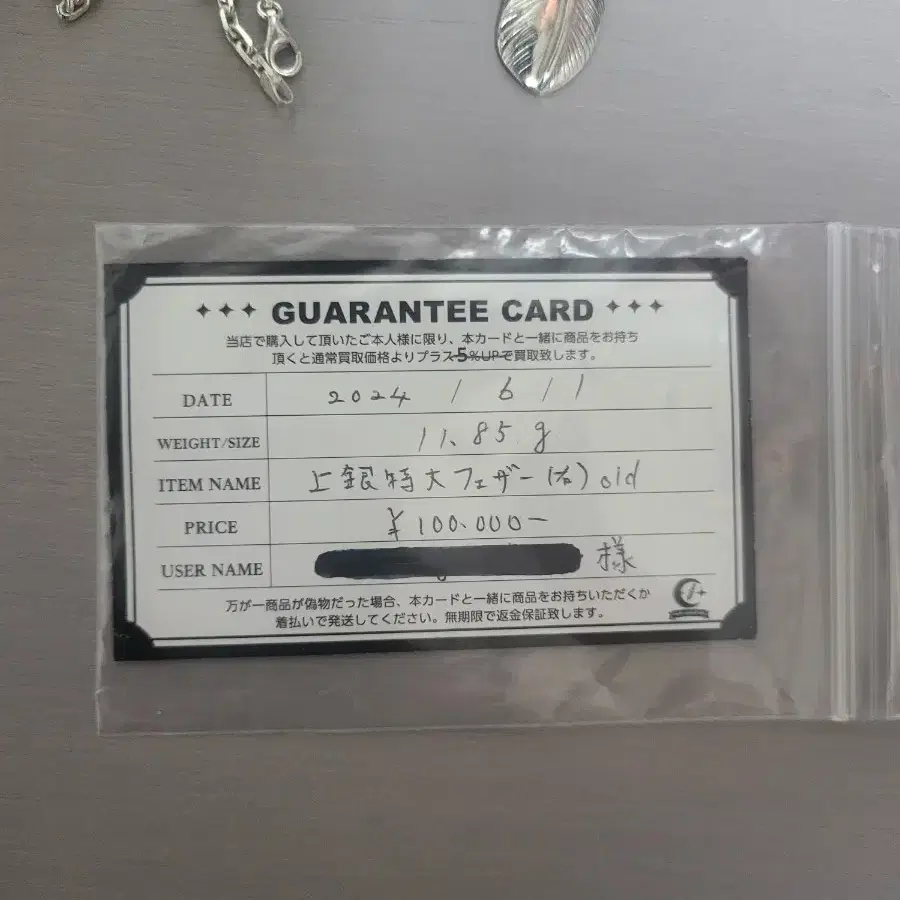 GUARANTEE CARD
当店で購入して頂いたご本人様に限り、本カードと一緒に商品をお持ち
頂くと通常買取価格よりプラス5%UPで買取致します。
DATE 2024 / 6 / 1
WEIGHT/SIZE 11.85g
ITEM NAME 上銀特大フェザー(右)old
PRICE ¥100.000-
USER NAME 様
万が一商品が偽物だった場合、本カードと一緒に商品をお持ちいただくか
着払いで発送してください。無期限で返金保証致します。